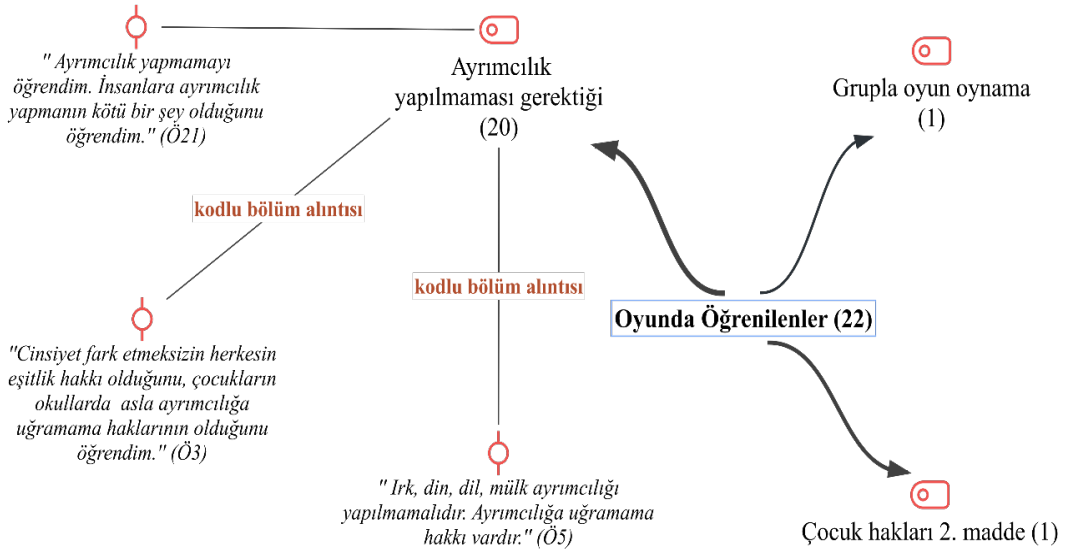 " Ayrımcılık yapmamayı
öğrendim. İnsanlara ayrımcılık
yapmanın kötü bir şey olduğunu
öğrendim." (Ö21)
Ayrımcılık
yapılmaması gerektiği
(20)
Grupla oyun oynama
(1)
kodlu bölüm alıntısı
kodlu bölüm alıntısı
Oyunda Öğrenilenler (22)
"Cinsiyet fark etmeksizin herkesin
eşitlik hakkı olduğunu, çocukların
okullarda asla ayrımcılığa
uğramama haklarının olduğunu
öğrendim." (Ö3)
" Irk, din, dil, mülk ayrımcılığı
yapılmamalıdır. Ayrımcılığa uğramama
hakkı vardır." (Ö5)
Çocuk hakları 2. madde (1)